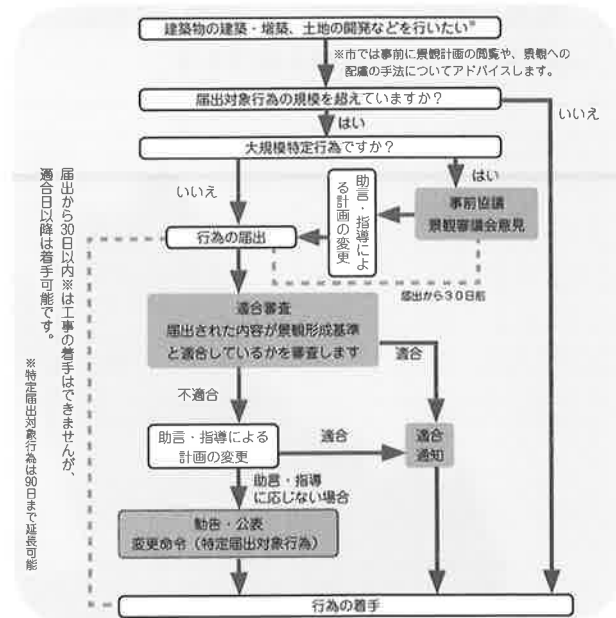 建築物の建築・増築、土地の開発などを行いたい※
※市では事前に景観計画の閲覧や、景観への
配慮の手法についてアドバイスします。
届出対象行為の規模を超えていますか？
いいえ
はい
大規模特定行為ですか？
はい
いいえ
事前協議
景観審議会意見
助言・指導によ
る計画の変更
行為の届出
届出から30日前
適合審査
届出された内容が景観形成基準
と適合しているかを審査します
適合
不適合
助言・指導による
計画の変更
適合
適合
通知
助言・指導
に応じない場合
勧告・公表
変更命令（特定届出対象行為）
行為の着手
届出から30日以内※は工事の着手はできませんが、
適合日以降は着手可能です。
※特定届出対象行為は90日まで延長可能